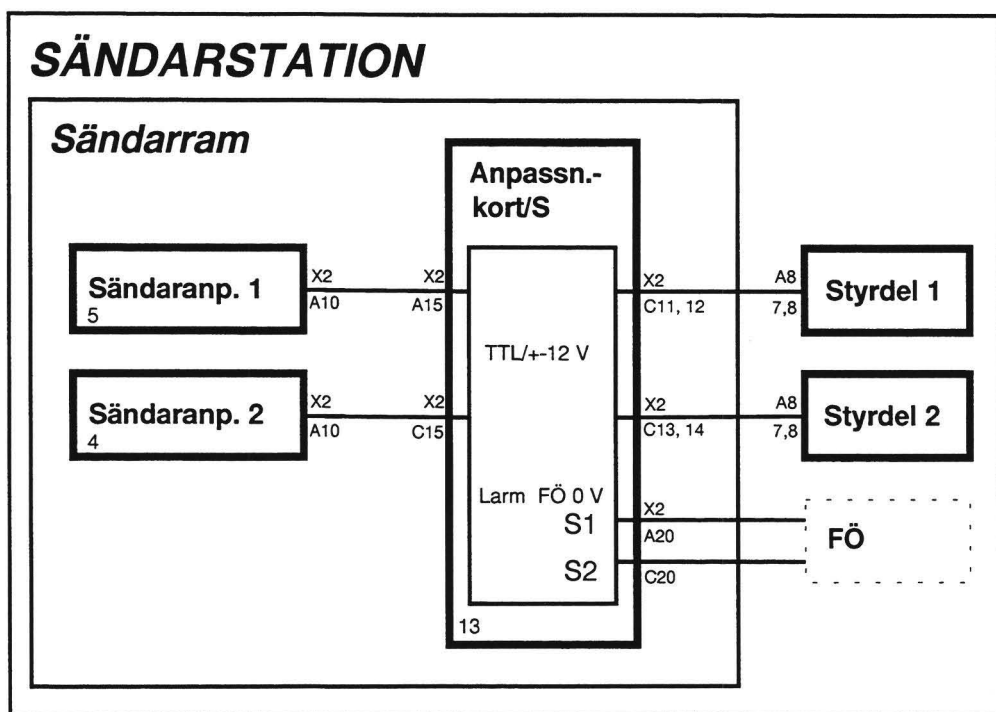 SÄNDARSTATION
Sändarram
Anpassn.-
kort/S
Sändaranp. 1
5
X2
A10
X2
A15
X2
C11, 12
A8
7,8
Styrdel 1
TTL/+-12 V
Sändaranp. 2
4
X2
A10
X2
C15
X2
C13, 14
A8
7,8
Styrdel 2
Larm FÖ 0 V
S1
X2
A20
S2
C20
FÖ
13